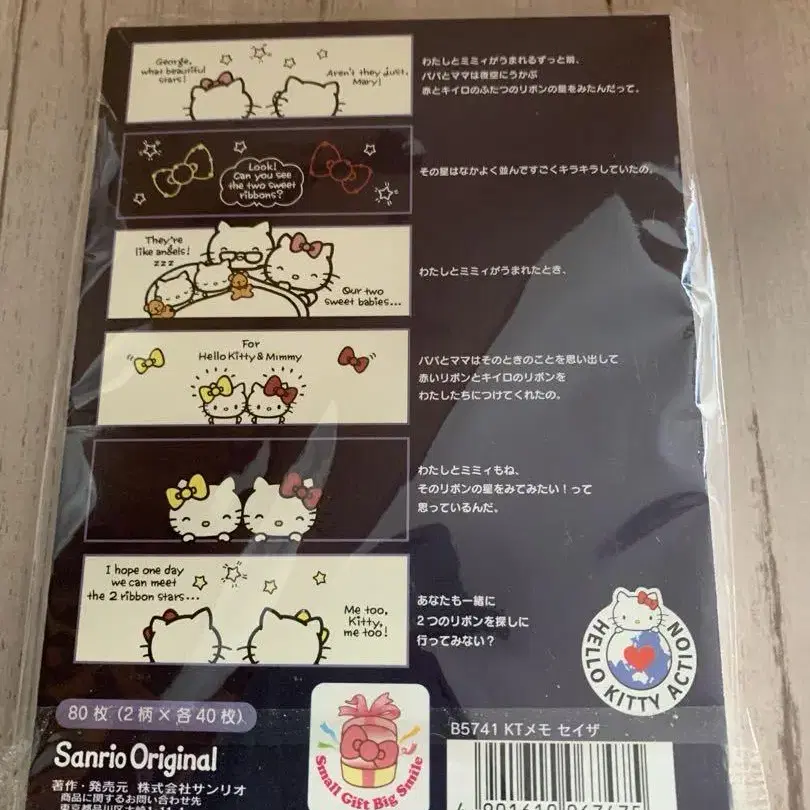 George,
what beautiful
stars!
Aren't they just,
Mary!
わたしとミミィがうまれるずっと前、
パパとママは夜空にうかぶ
赤とキイロのふたつのリボンの星をみたんだって。
Look!
Can you see
the two sweet
ribbons?
その星はなかよく並んですごくキラキラしていたの。
They're
like angels!
zzz
Our two
sweet babies...
わたしとミミィがうまれたとき、
For
Hello Kitty & Mimmy
パパとママはそのときのことを思い出して
赤いリボンとキイロのリボンを
わたしたちにつけてくれたの。
わたしとミミィもね、
そのリボンの星をみてみたい！って
思っているんだ。
I hope one day
we can meet
the 2 ribbon stars...
Me too,
Kitty,
me too!
あなたも一緒に
2つのリボンを探しに
行ってみない？
HELLO KITTY ACTION
80枚（2柄×各40枚）
Sanrio Original
著作・発売元 株式会社サンリオ
商品に関するお問い合わせ先
東京都品川区大崎
Small Gift Big Smile
B5741 KTメモ セイザ